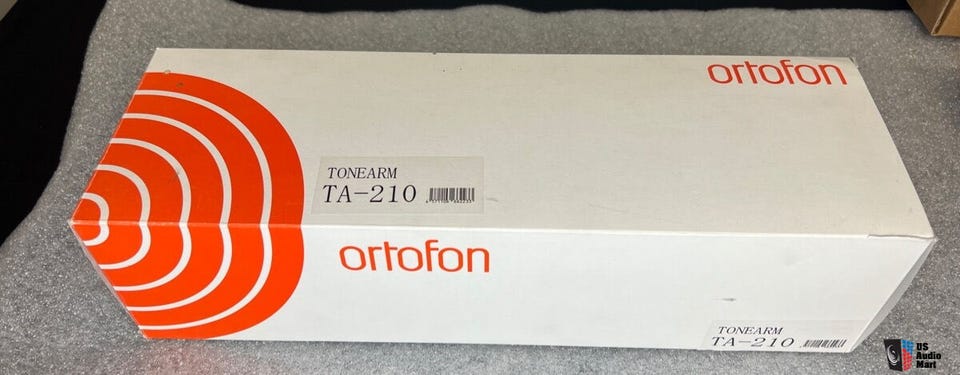 ortofon
TONEARM
TA-210
ortofon
TONEARM
TA-210
US
Audio
Mart